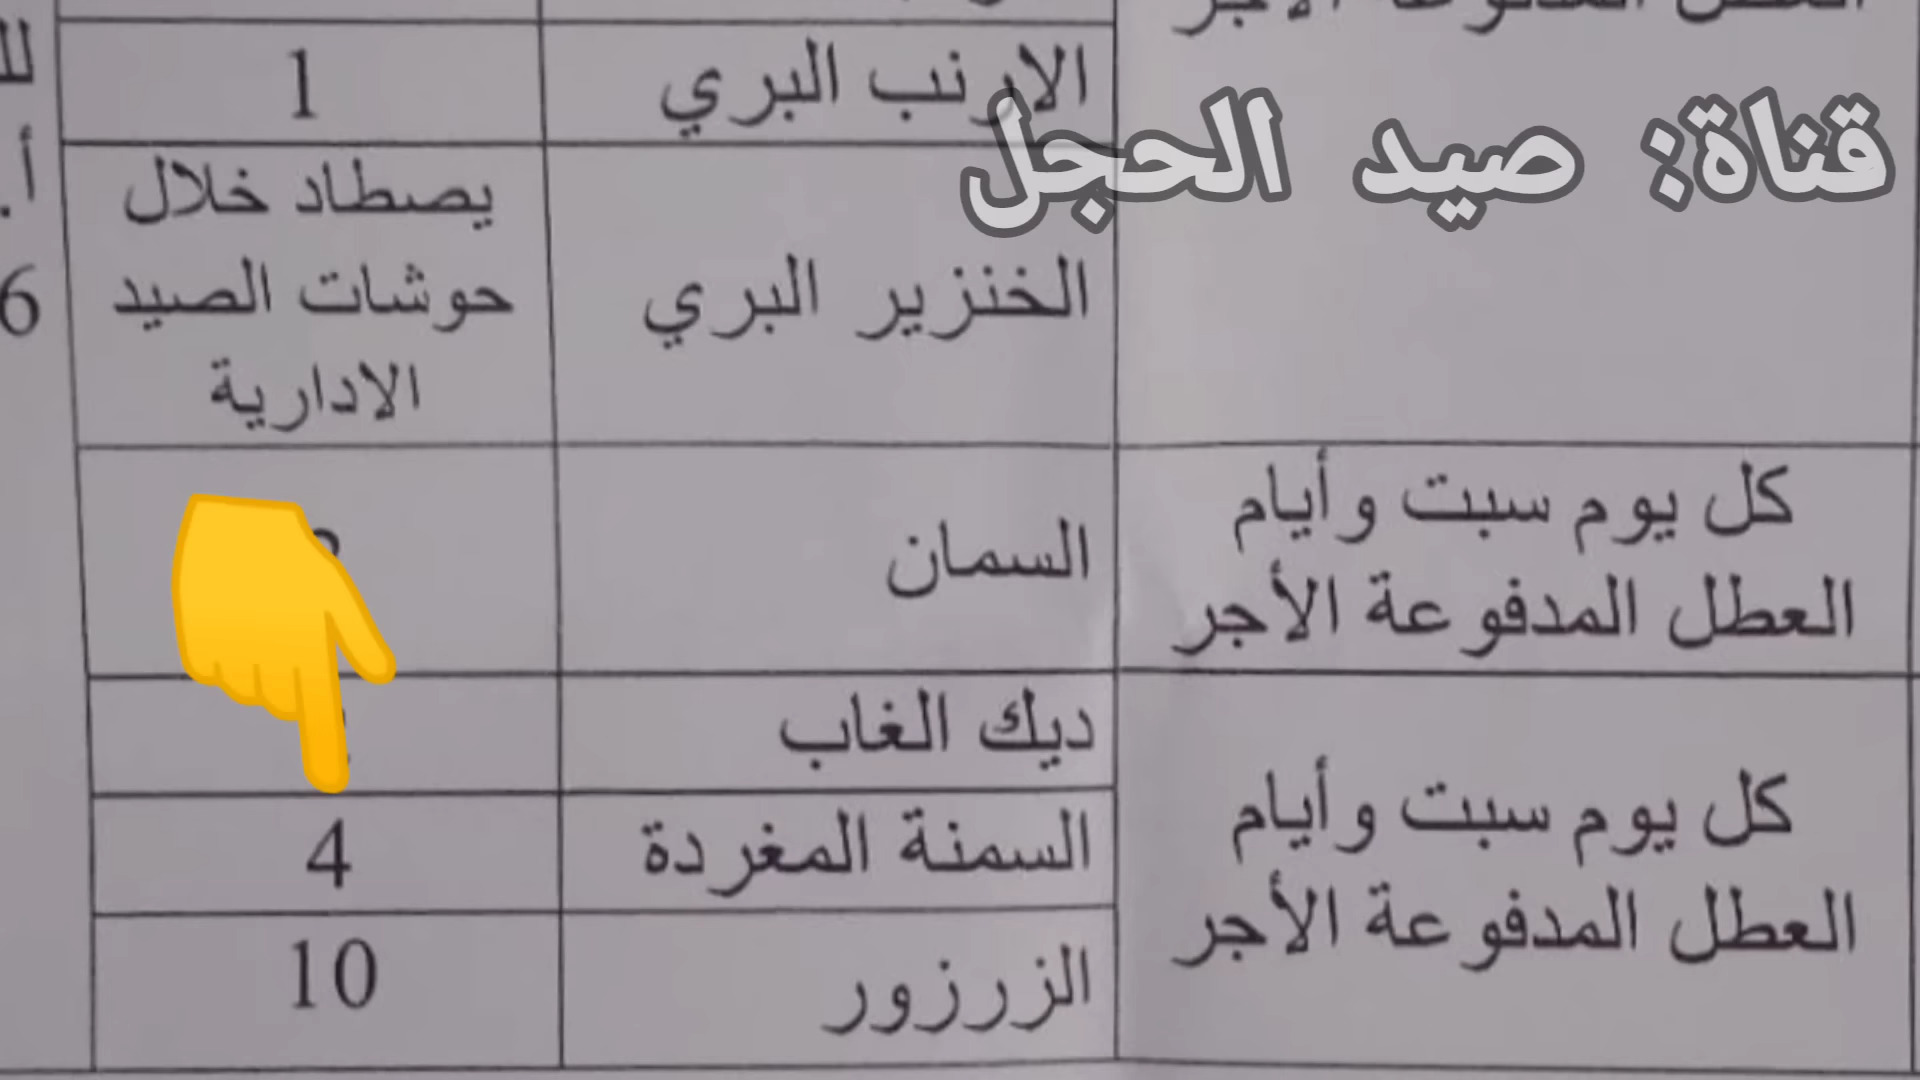 الارنب البري
1
قناة: صيد الحجل
الخنزير البري
يصطاد خلال
حوشات الصيد
الادارية
كل يوم سبت وأيام
العطل المدفوعة الأجر
السمان
ديك الغاب
كل يوم سبت وأيام
العطل المدفوعة الأجر
السمنة المغردة
4
الزرزور
10
أ.
6